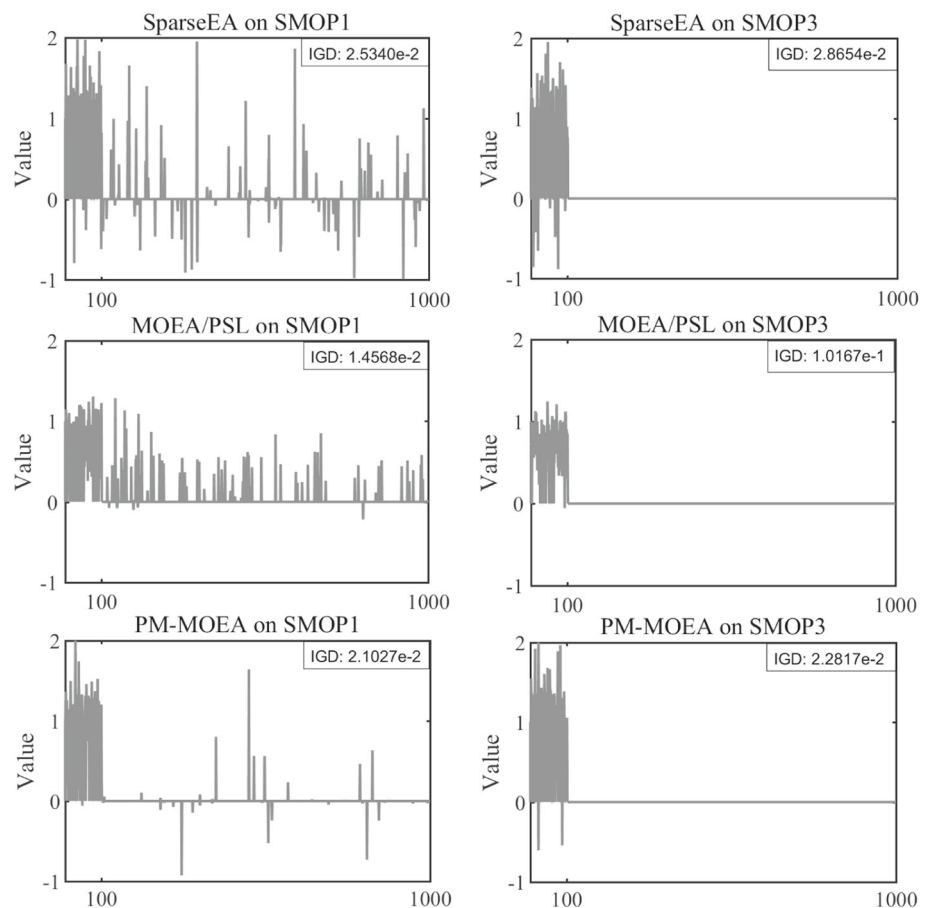 SparseEA on SMOP1
IGD: 2.5340e-2
Value
2
1
0
-1
100
1000
SparseEA on SMOP3
IGD: 2.8654e-2
Value
2
1
0
-1
100
1000
MOEA/PSL on SMOP1
IGD: 1.4568e-2
Value
2
1
0
-1
100
1000
MOEA/PSL on SMOP3
IGD: 1.0167e-1
Value
2
1
0
-1
100
1000
PM-MOEA on SMOP1
IGD: 2.1027e-2
Value
2
1
0
-1
100
1000
PM-MOEA on SMOP3
IGD: 2.2817e-2
Value
2
1
0
-1
100
1000